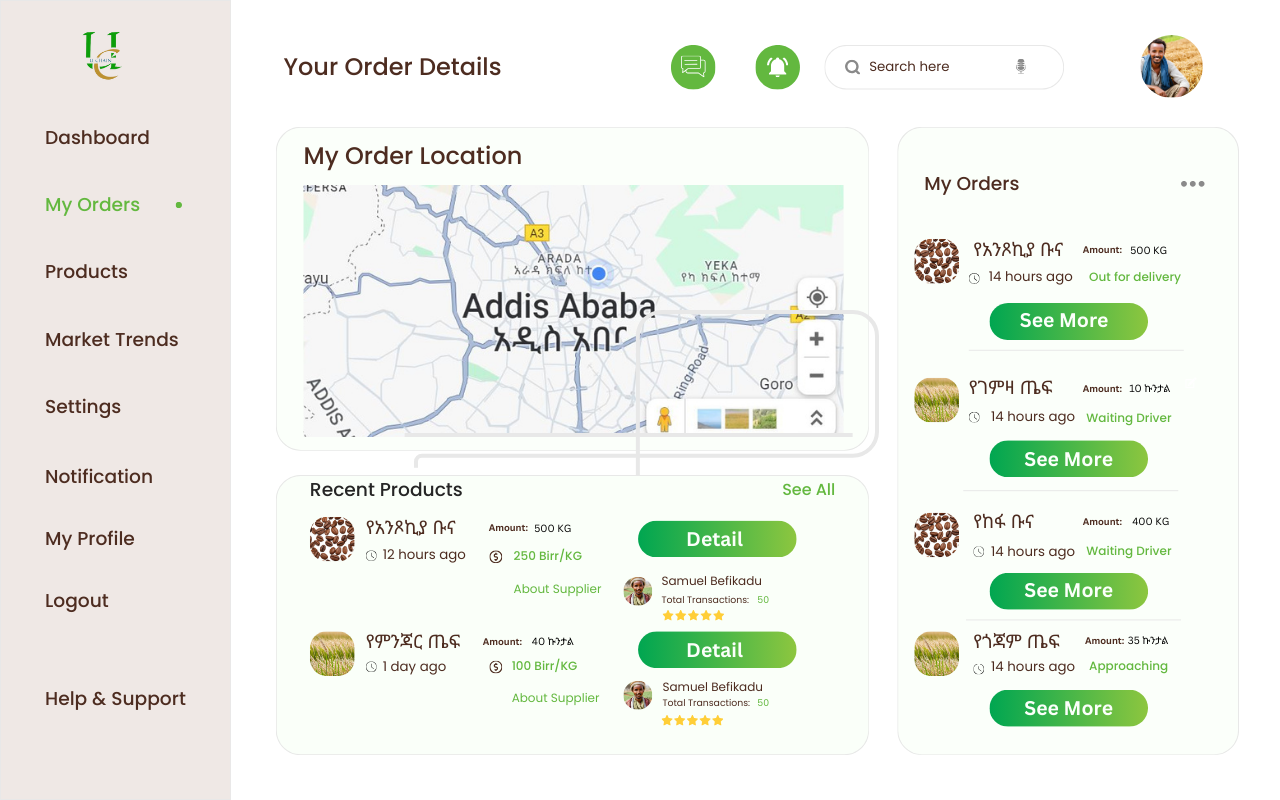 U-CHAIN
Dashboard
My Orders
Products
Market Trends
Settings
Notification
My Profile
Logout
Help & Support
Your Order Details
Search here
My Order Location
A3
ARADA
አራዳ ክፍለ ከተማ
YEKA
የካ ክፍለ ከተማ
ayu
Addis Ababa
አዲስ አበባ
A2
Ring Road
Goro
ADDIS A
Recent Products
See All
የአንዶኪያ ቡና
Amount: 500 KG
Detail
12 hours ago
250 Birr/KG
About Supplier
Samuel Befikadu
Total Transactions: 50
የምንጃር ጤፍ
Amount: 40 ኩንታል
Detail
1 day ago
100 Birr/KG
About Supplier
Samuel Befikadu
Total Transactions: 50
My Orders
የአንዶኪያ ቡና
Amount: 500 KG
14 hours ago
Out for delivery
See More
የገምዛ ጤፍ
Amount: 10 ኩንታል
14 hours ago
Waiting Driver
See More
የከፋ ቡና
Amount: 400 KG
14 hours ago
Waiting Driver
See More
የጎጃም ጤፍ
Amount: 35 ኩንታል
14 hours ago
Approaching
See More